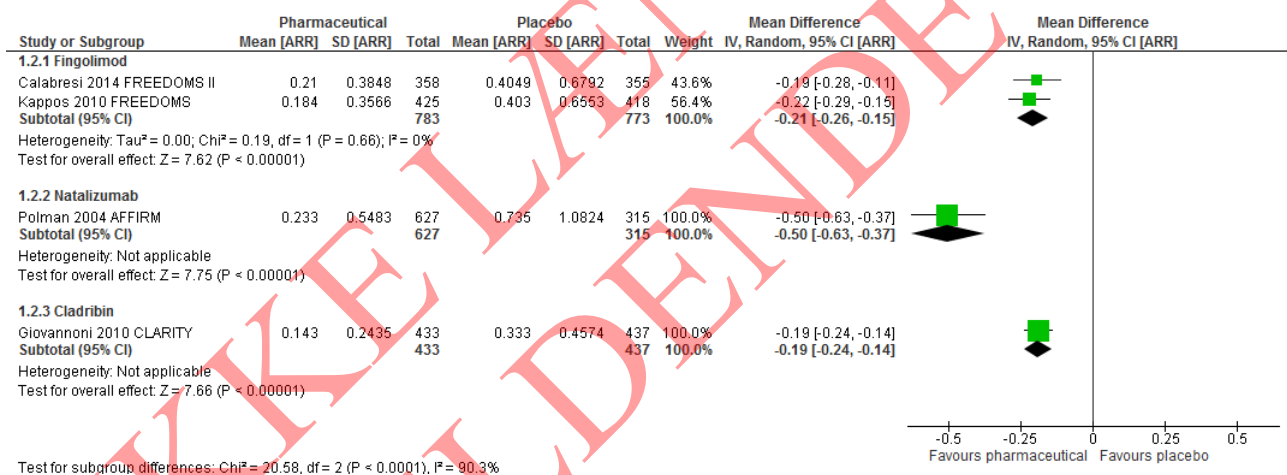 Pharmaceutical Placebo Mean Difference Mean Difference
Study or Subgroup Mean [ARR] SD [ARR] Total Mean [ARR] SD [ARR] Total Weight IV, Random, 95% CI [ARR] IV, Random, 95% CI [ARR]
1.2.1 Fingolimod
Calabresi 2014 FREEDOMS II 0.21 0.3848 358 0.4049 0.6792 355 43.6% -0.19 [-0.28, -0.11]
Kappos 2010 FREEDOMS 0.184 0.3566 425 0.403 0.6553 418 56.4% -0.22 [-0.29, -0.15]
Subtotal (95% CI) 783 773 100.0% -0.21 [-0.26, -0.15]
Heterogeneity: Tau² = 0.00; Chi² = 0.19, df = 1 (P = 0.66); I² = 0%
Test for overall effect: Z = 7.62 (P < 0.00001)
1.2.2 Natalizumab
Polman 2004 AFFIRM 0.233 0.5483 627 0.735 1.0824 315 100.0% -0.50 [-0.63, -0.37]
Subtotal (95% CI) 627 315 100.0% -0.50 [-0.63, -0.37]
Heterogeneity: Not applicable
Test for overall effect: Z = 7.75 (P < 0.00001)
1.2.3 Cladribin
Giovannoni 2010 CLARITY 0.143 0.2435 433 0.333 0.4574 437 100.0% -0.19 [-0.24, -0.14]
Subtotal (95% CI) 433 437 100.0% -0.19 [-0.24, -0.14]
Heterogeneity: Not applicable
Test for overall effect: Z = 7.66 (P < 0.00001)
-0.5 -0.25 0 0.25 0.5
Favours pharmaceutical Favours placebo
Test for subgroup differences: Chi² = 20.58, df = 2 (P < 0.0001), I² = 90.3%